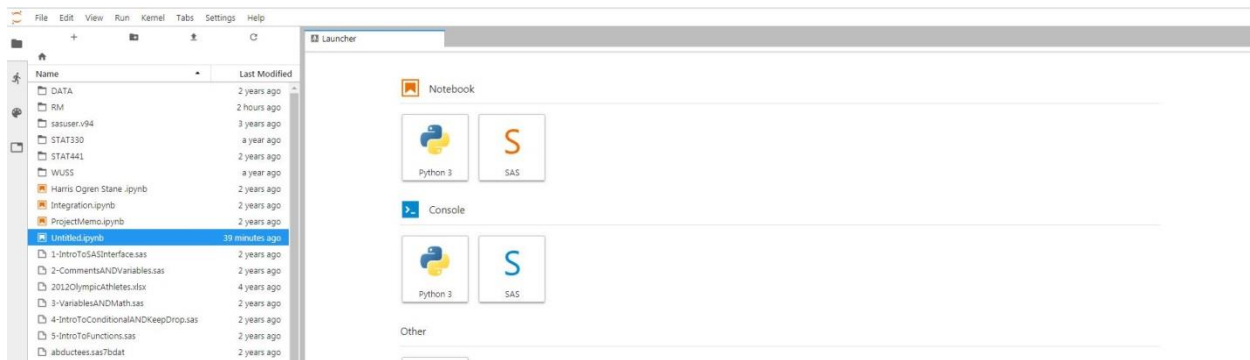 File Edit View Run Kernel Tabs Settings Help
Launcher
Name Last Modified
DATA 2 years ago
RM 2 hours ago
sasuser.v94 3 years ago
STAT330 a year ago
STAT441 2 years ago
WUSS a year ago
Harris Ogren Stane .ipynb 2 years ago
Integration.ipynb 2 years ago
ProjectMemo.ipynb 2 years ago
Untitled.ipynb 39 minutes ago
1-IntroToSASInterface.sas 2 years ago
2-CommentsANDVariables.sas 2 years ago
2012OlympicAthletes.xlsx 4 years ago
3-VariablesANDMath.sas 2 years ago
4-IntroToConditionalANDKeepDrop.sas 2 years ago
5-IntroToFunctions.sas 2 years ago
abductees.sas7bdat 2 years ago
Notebook
S
Python 3 SAS
Console
S
Python 3 SAS
Other